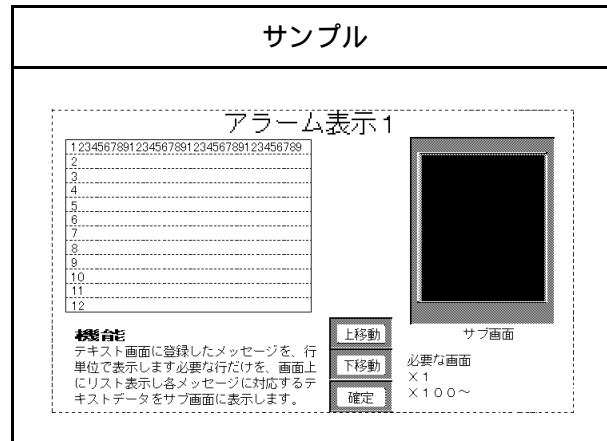 サンプル
アラーム表示1
123456789123456789123456789123456789
2
3
4
5
6
7
8
9
10
11
12
機能
テキスト画面に登録したメッセージを、行
単位で表示します必要な行だけを、画面上
にリスト表示し各メッセージに対応するテ
キストデータをサブ画面に表示します。
上移動
下移動
確定
サブ画面
必要な画面
×1
×100～